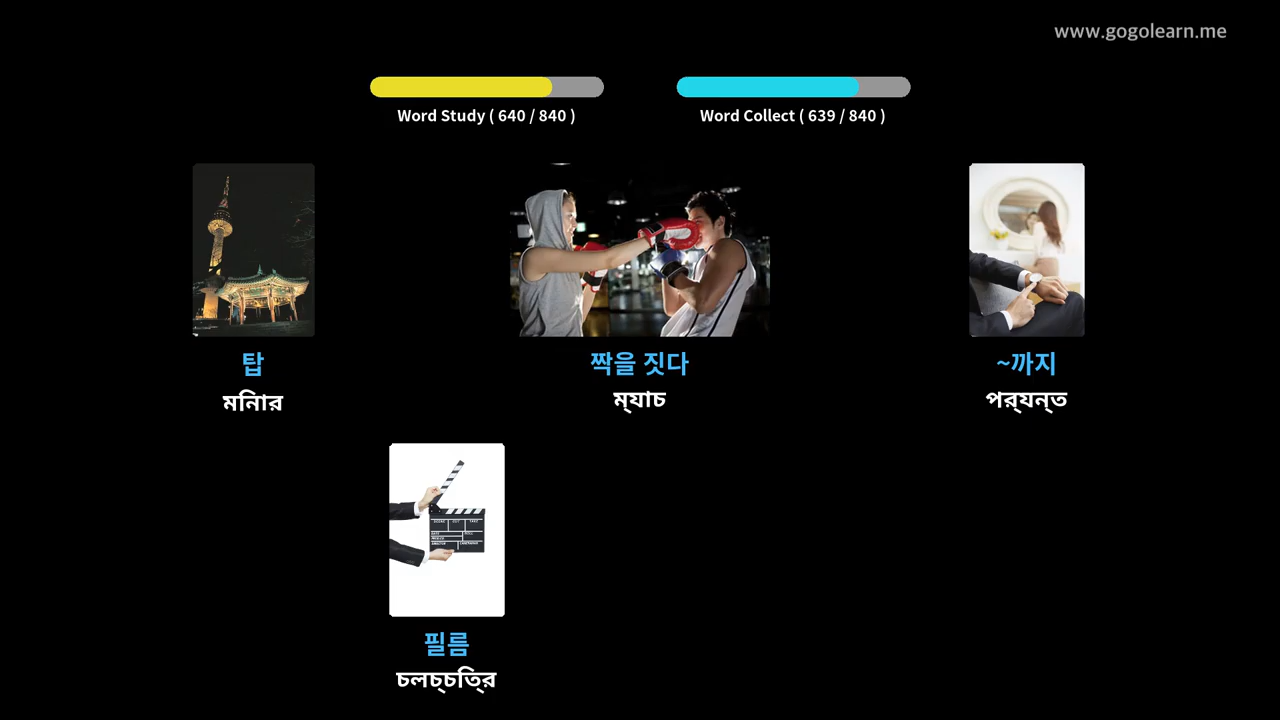 www.gogolearn.me
Word Study ( 640 / 840 )
Word Collect ( 639 / 840 )
탑
মিনার
짝을 짓다
ম্যাচ
~까지
পর্যন্ত
필름
চলচ্চিত্র